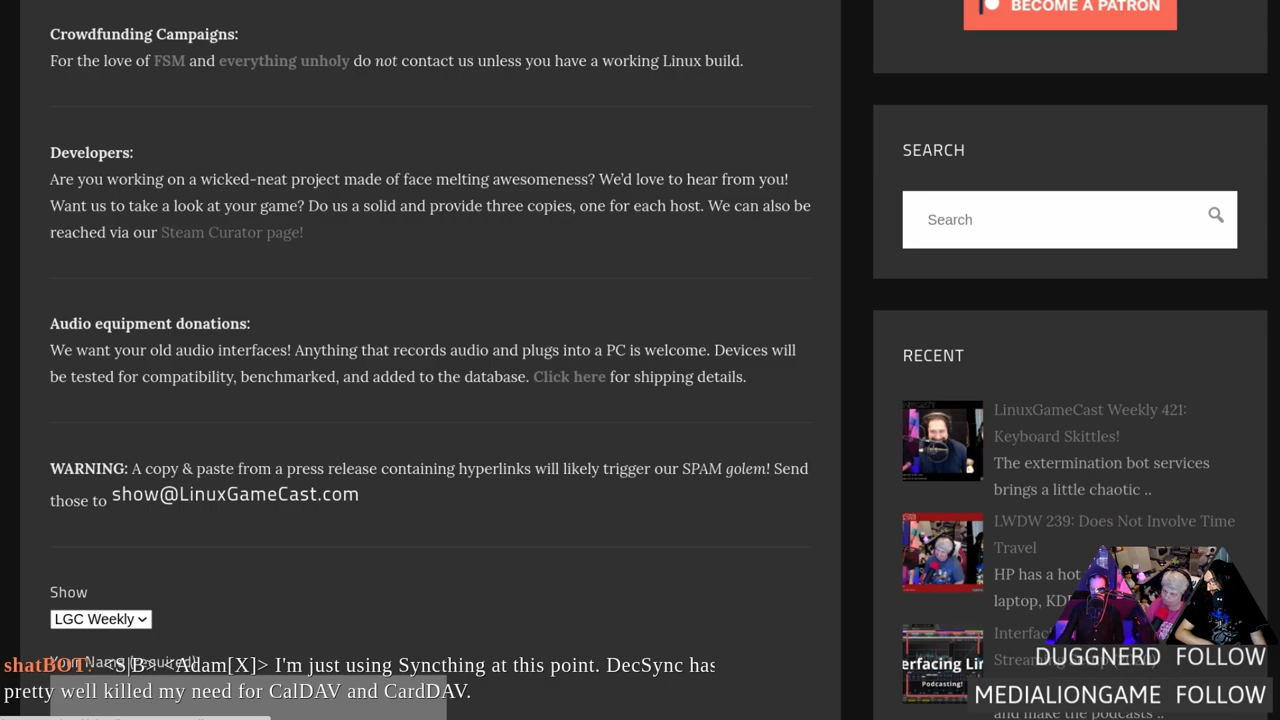 Crowdfunding Campaigns:
For the love of FSM and everything unholy do not contact us unless you have a working Linux build.
Developers:
Are you working on a wicked-neat project made of face melting awesomeness? We'd love to hear from you!
Want us to take a look at your game? Do us a solid and provide three copies, one for each host. We can also be
reached via our Steam Curator page!
Audio equipment donations:
We want your old audio interfaces! Anything that records audio and plugs into a PC is welcome. Devices will
be tested for compatibility, benchmarked, and added to the database. Click here for shipping details.
WARNING: A copy & paste from a press release containing hyperlinks will likely trigger our SPAM golem! Send
those to show@LinuxGameCast.com
Show
LGC Weekly
Your Name (required)
shatBOT: <S|B> <Adam[X]> I'm just using Syncthing at this point. DecSync has
pretty well killed my need for CalDAV and CardDAV.
BECOME A PATRON
SEARCH
Search
RECENT
LinuxGameCast Weekly 421:
Keyboard Skittles!
The extermination bot services
brings a little chaotic ..
LWDW 239: Does Not Involve Time
Travel
HP has a hot
laptop,
erfacing Li
Podcasting!
and make the podcasts ..
DUGGNERD FOLLOW
MEDIALIONGAME FOLLOW